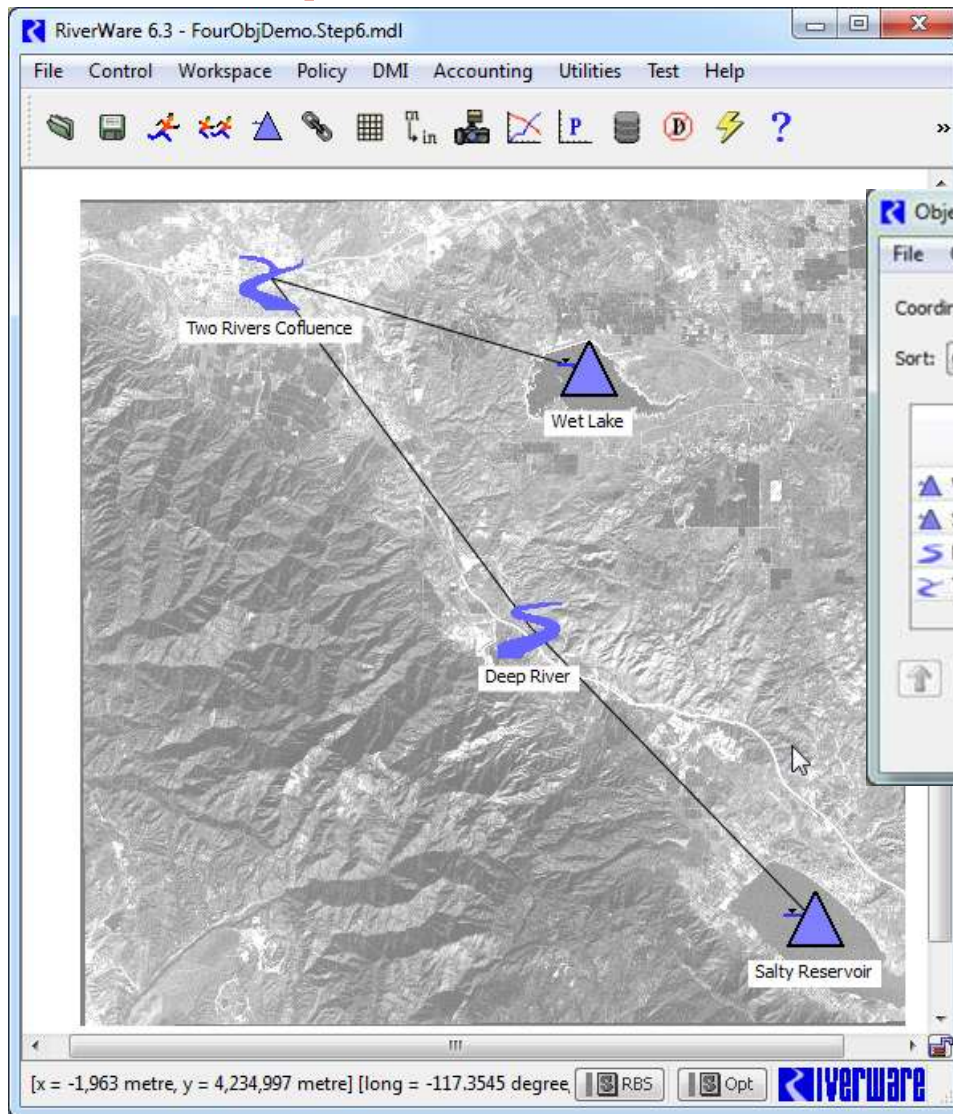 RiverWare 6.3 - FourObjDemo.Step6.mdl
File Control Workspace Policy DMI Accounting Utilities Test Help
m in P D ? »
Two Rivers Cofluence
Wet Lake
Deep River
Salty Reservoir
File
Sort:
[x = -1,963 metre, y = 4,234,997 metre] [long = -117.3545 degree, S RBS S Opt RIVERWARE